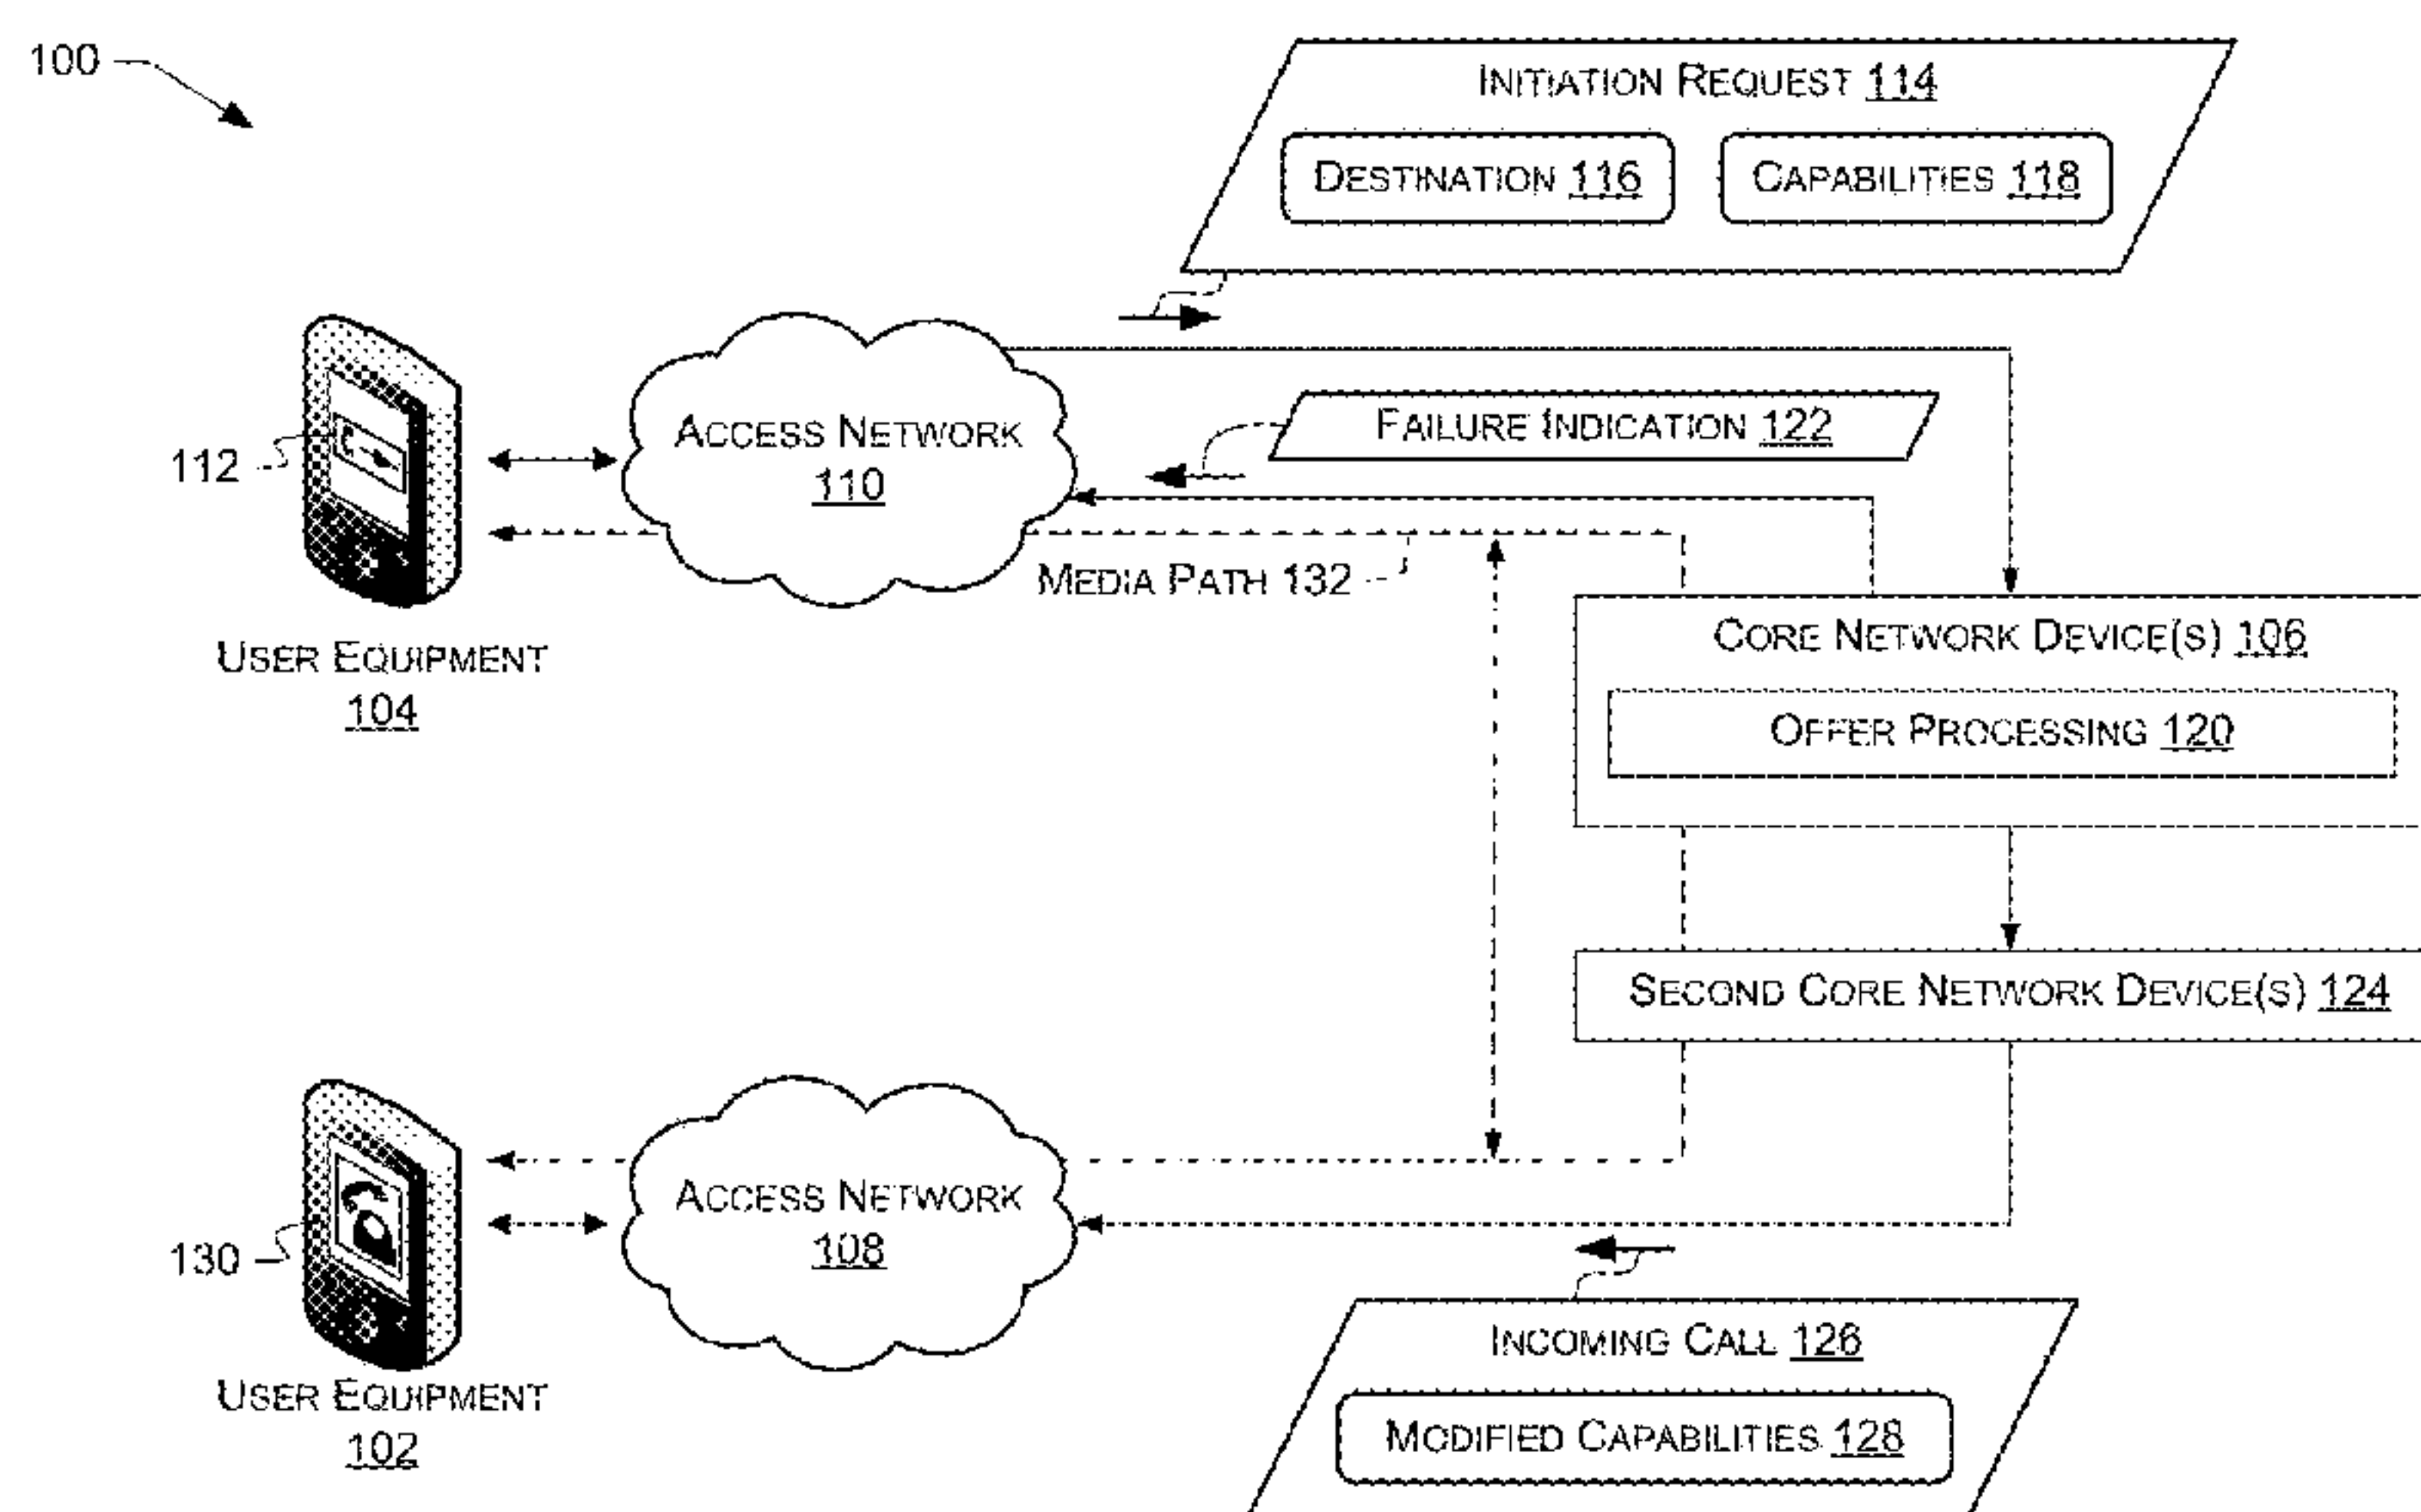 100
INITIATION REQUEST 114
DESTINATION 116
CAPABILITIES 118
ACCESS NETWORK
110
FAILURE INDICATION 122
112
MEDIA PATH 132
USER EQUIPMENT
104
CORE NETWORK DEVICE(S) 106
OFFER PROCESSING 120
SECOND CORE NETWORK DEVICE(S) 124
ACCESS NETWORK
108
130
USER EQUIPMENT
102
INCOMING CALL 126
MODIFIED CAPABILITIES 128